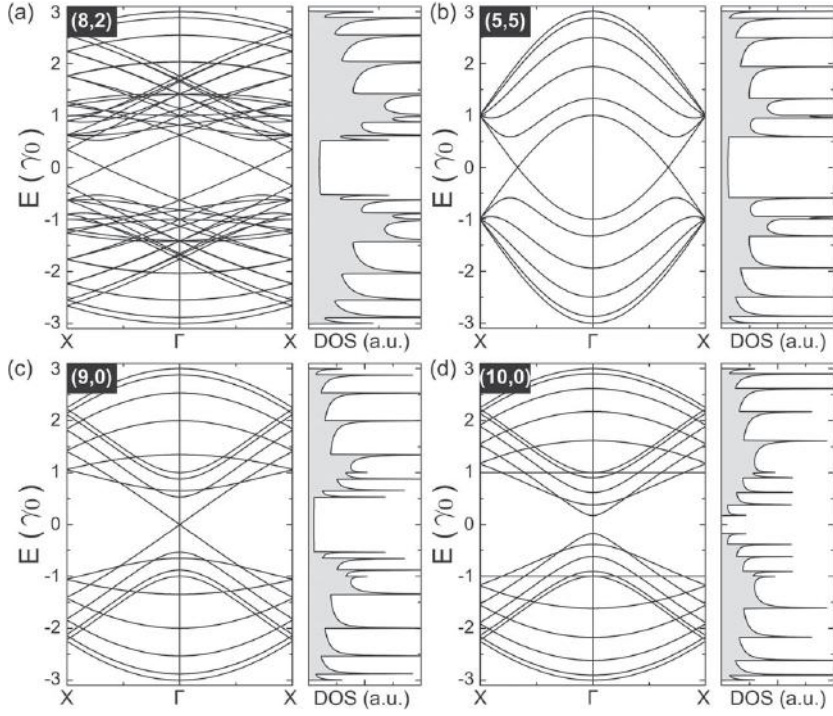 (a) (8,2)
3
2
1
0
-1
-2
-3
E (γ₀)
X Γ X
DOS (a.u.)
(b) (5,5)
3
2
1
0
-1
-2
-3
E (γ₀)
X Γ X
DOS (a.u.)
(c) (9,0)
3
2
1
0
-1
-2
-3
E (γ₀)
X Γ X
DOS (a.u.)
(d) (10,0)
3
2
1
0
-1
-2
-3
E (γ₀)
X Γ X
DOS (a.u.)